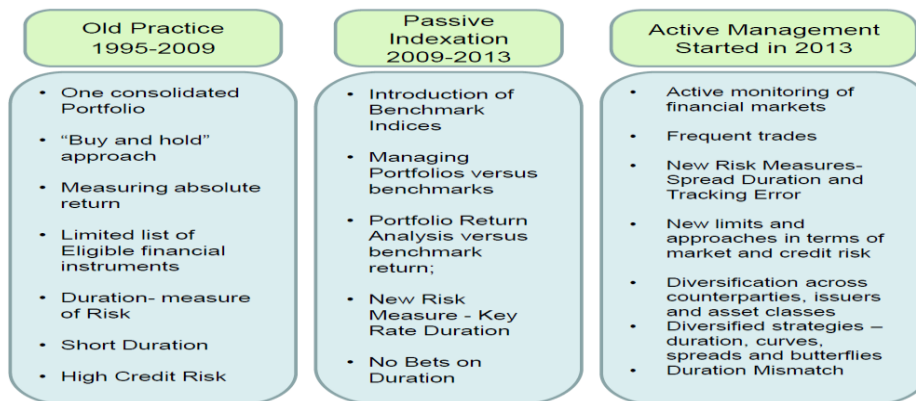 Old Practice
1995-2009
• One consolidated
Portfolio
• “Buy and hold”
approach
• Measuring absolute
return
• Limited list of
Eligible financial
instruments
• Duration- measure
of Risk
• Short Duration
• High Credit Risk
Passive
Indexation
2009-2013
• Introduction of
Benchmark
Indices
• Managing
Portfolios versus
benchmarks
• Portfolio Return
Analysis versus
benchmark
return;
• New Risk
Measure - Key
Rate Duration
• No Bets on
Duration
Active Management
Started in 2013
• Active monitoring of
financial markets
• Frequent trades
• New Risk Measures-
Spread Duration and
Tracking Error
• New limits and
approaches in terms of
market and credit risk
• Diversification across
counterparties, issuers
and asset classes
• Diversified strategies –
duration, curves,
spreads and butterflies
• Duration Mismatch